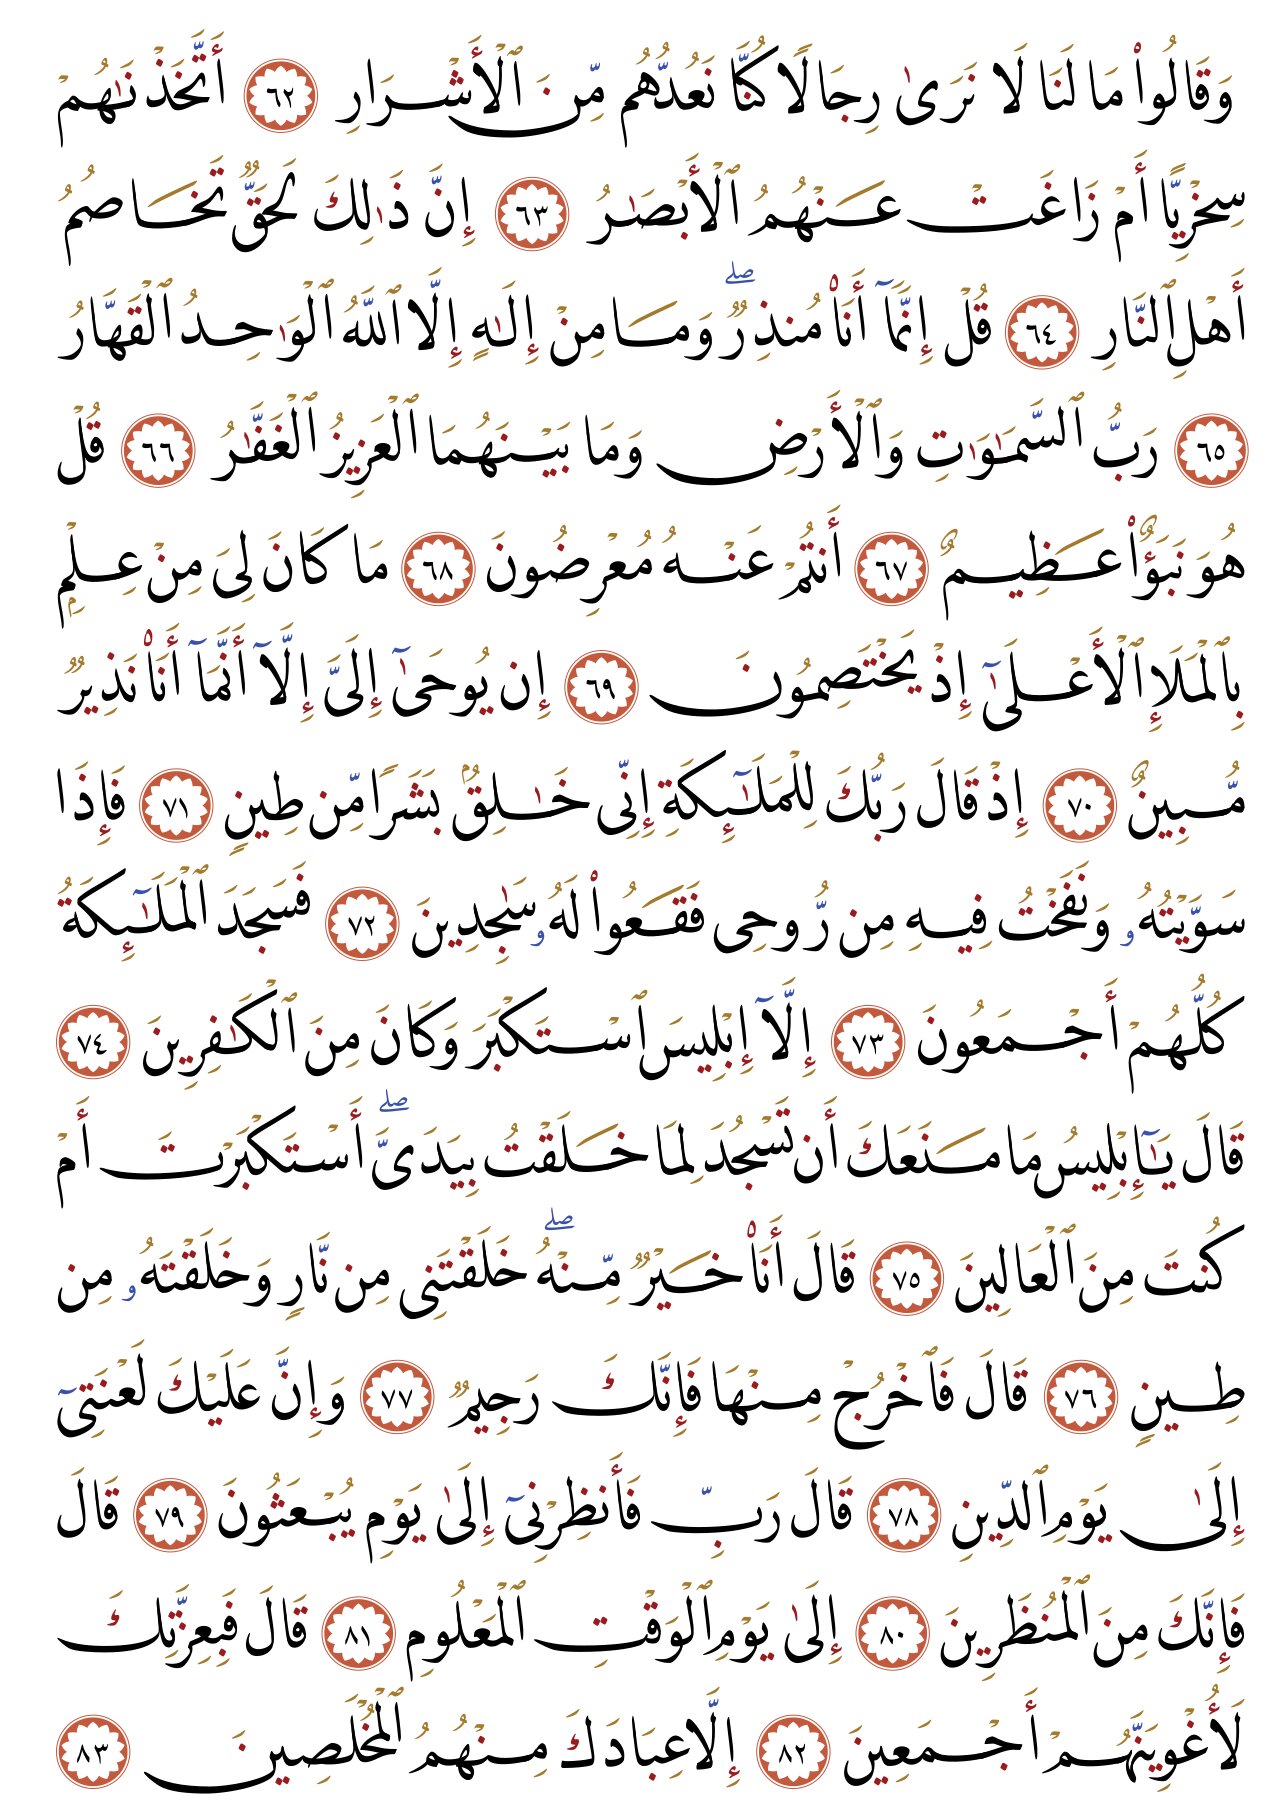 وَقَالُوا۟ مَا لَنَا لَا نَرَىٰ رِجَالًا كُنَّا نَعُدُّهُم مِّنَ ٱلْأَشْرَارِ ٦٢ أَتَّخَذْنَـٰهُمْ
سِخْرِيًّا أَمْ زَاغَتْ عَنْهُمُ ٱلْأَبْصَـٰرُ ٦٣ إِنَّ ذَٰلِكَ لَحَقٌّ تَخَاصُمُ
أَهْلِ ٱلنَّارِ ٦٤ قُلْ إِنَّمَآ أَنَا۠ مُنذِرٌ ۖ وَمَا مِنْ إِلَـٰهٍ إِلَّا ٱللَّهُ ٱلْوَٰحِدُ ٱلْقَهَّارُ
٦٥ رَبُّ ٱلسَّمَـٰوَٰتِ وَٱلْأَرْضِ وَمَا بَيْنَهُمَا ٱلْعَزِيزُ ٱلْغَفَّـٰرُ ٦٦ قُلْ
هُوَ نَبَؤٌا۟ عَظِيمٌ ٦٧ أَنتُمْ عَنْهُ مُعْرِضُونَ ٦٨ مَا كَانَ لِىَ مِنْ عِلْمٍۭ
بِٱلْمَلَإِ ٱلْأَعْلَىٰٓ إِذْ يَخْتَصِمُونَ ٦٩ إِن يُوحَىٰٓ إِلَىَّ إِلَّآ أَنَّمَآ أَنَا۠ نَذِيرٌ
مُّبِينٌ ٧٠ إِذْ قَالَ رَبُّكَ لِلْمَلَـٰٓئِكَةِ إِنِّى خَـٰلِقٌۢ بَشَرًا مِّن طِينٍ ٧١ فَإِذَا
سَوَّيْتُهُۥ وَنَفَخْتُ فِيهِ مِن رُّوحِى فَقَعُوا۟ لَهُۥ سَـٰجِدِينَ ٧٢ فَسَجَدَ ٱلْمَلَـٰٓئِكَةُ
كُلُّهُمْ أَجْمَعُونَ ٧٣ إِلَّآ إِبْلِيسَ ٱسْتَكْبَرَ وَكَانَ مِنَ ٱلْكَـٰفِرِينَ ٧٤
قَالَ يَـٰٓإِبْلِيسُ مَا مَنَعَكَ أَن تَسْجُدَ لِمَا خَلَقْتُ بِيَدَىَّ ۖ أَسْتَكْبَرْتَ أَمْ
كُنتَ مِنَ ٱلْعَالِينَ ٧٥ قَالَ أَنَا۠ خَيْرٌ مِّنْهُ ۖ خَلَقْتَنِى مِن نَّارٍ وَخَلَقْتَهُۥ مِن
طِينٍ ٧٦ قَالَ فَٱخْرُجْ مِنْهَا فَإِنَّكَ رَجِيمٌ ٧٧ وَإِنَّ عَلَيْكَ لَعْنَتِىٓ
إِلَىٰ يَوْمِ ٱلدِّينِ ٧٨ قَالَ رَبِّ فَأَنظِرْنِىٓ إِلَىٰ يَوْمِ يُبْعَثُونَ ٧٩ قَالَ
فَإِنَّكَ مِنَ ٱلْمُنظَرِينَ ٨٠ إِلَىٰ يَوْمِ ٱلْوَقْتِ ٱلْمَعْلُومِ ٨١ قَالَ فَبِعِزَّتِكَ
لَأُغْوِيَنَّهُمْ أَجْمَعِينَ ٨٢ إِلَّا عِبَادَكَ مِنْهُمُ ٱلْمُخْلَصِينَ ٨٣